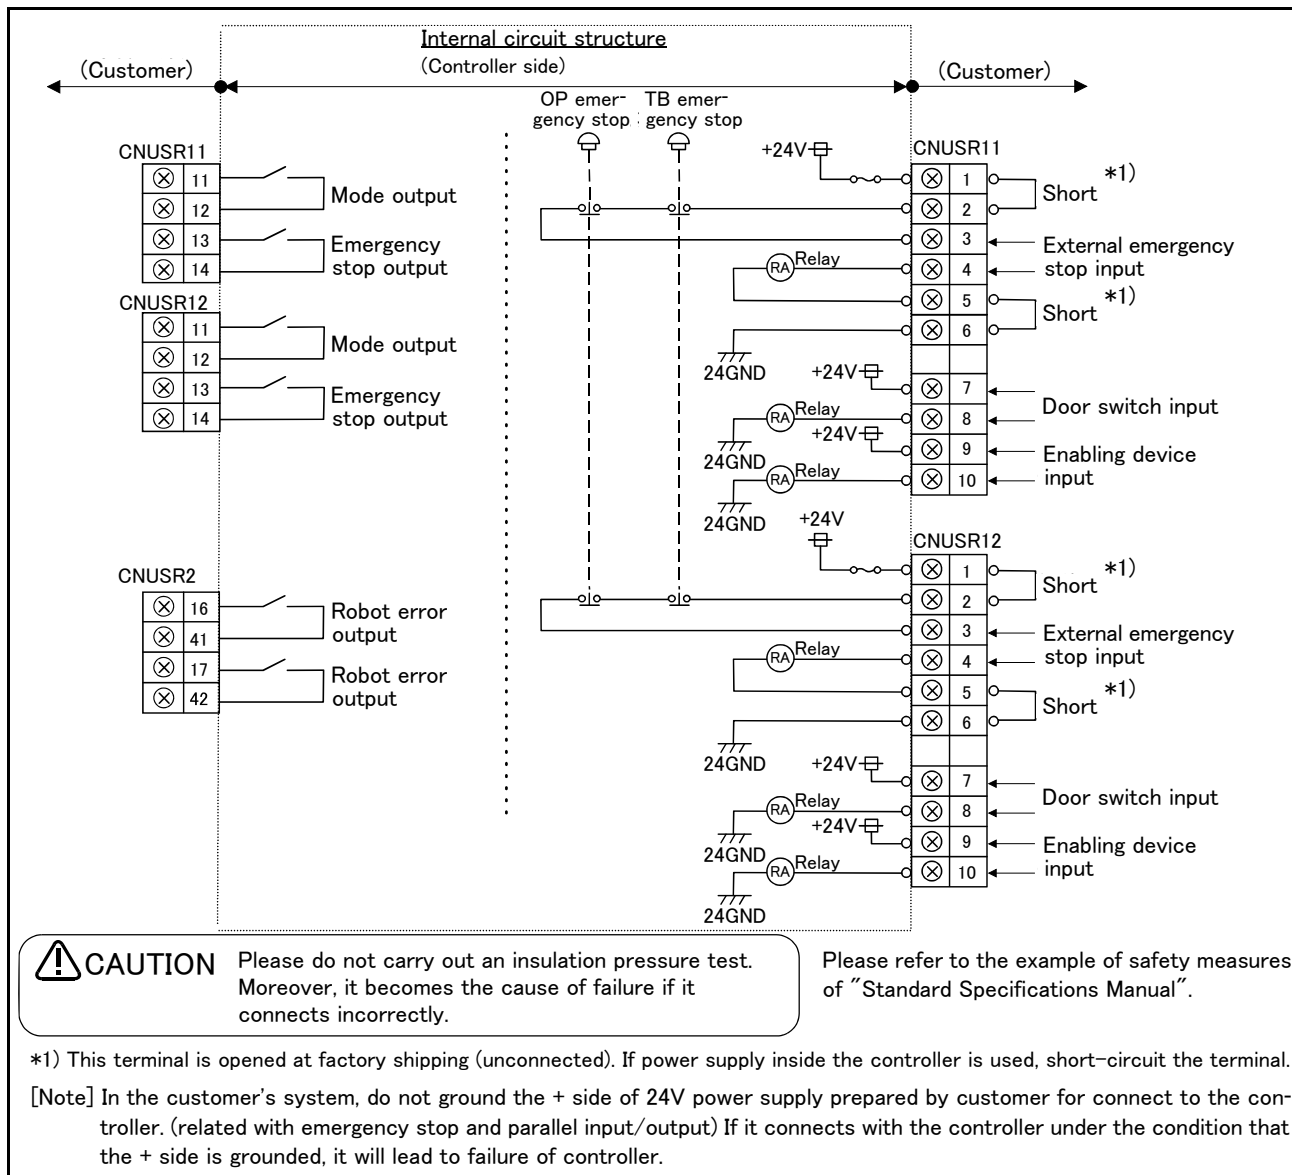 Internal circuit structure
(Customer)
(Controller side)
(Customer)
OP emer-
gency stop
TB emer-
gency stop
CNUSR11
11
12
13
14
Mode output
Emergency
stop output
CNUSR12
11
12
13
14
Mode output
Emergency
stop output
CNUSR2
16
41
17
42
Robot error
output
Robot error
output
+24V
CNUSR11
1
2
3
4
5
6
7
8
9
10
Short *1)
External emergency
stop input
Short *1)
Door switch input
Enabling device
input
RA Relay
24GND
+24V
RA Relay
24GND
+24V
RA Relay
24GND
+24V
CNUSR12
1
2
3
4
5
6
7
8
9
10
Short *1)
External emergency
stop input
Short *1)
Door switch input
Enabling device
input
RA Relay
24GND
+24V
RA Relay
24GND
+24V
RA Relay
24GND
CAUTION
Please do not carry out an insulation pressure test.
Moreover, it becomes the cause of failure if it
connects incorrectly.
Please refer to the example of safety measures
of "Standard Specifications Manual".
*1) This terminal is opened at factory shipping (unconnected). If power supply inside the controller is used, short-circuit the terminal.
[Note] In the customer's system, do not ground the + side of 24V power supply prepared by customer for connect to the con-
troller. (related with emergency stop and parallel input/output) If it connects with the controller under the condition that
the + side is grounded, it will lead to failure of controller.